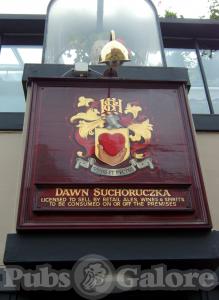 DAWN SUCHORUCZKA
LICENSED TO SELL BY RETAIL ALES, WINES & SPIRITS
TO BE CONSUMED ON OR OFF THE PREMISES
Pubs Galore